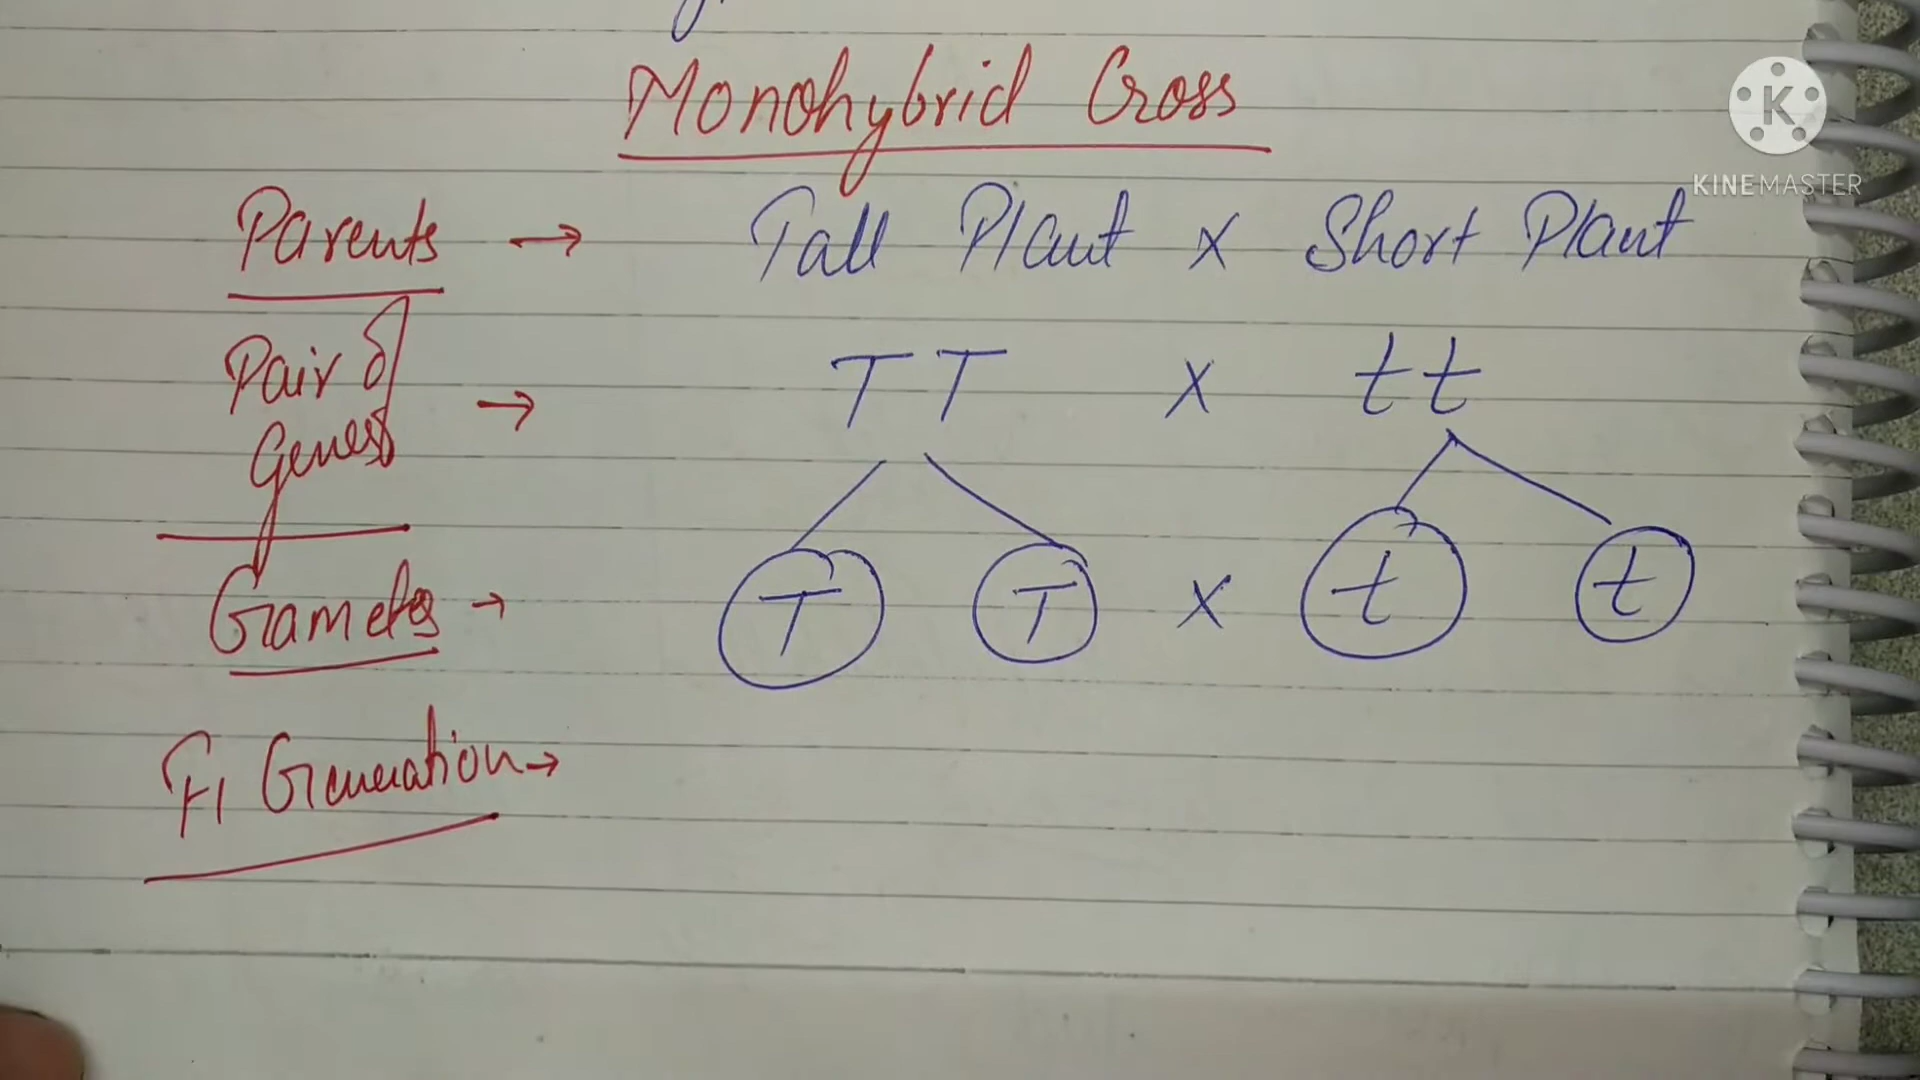 Monohybrid Cross
KINEMASTER
Parents → Tall Plant x Short Plant
Pair of
Genes → TT x tt
Gametes → T T x t t
F1 Generation →